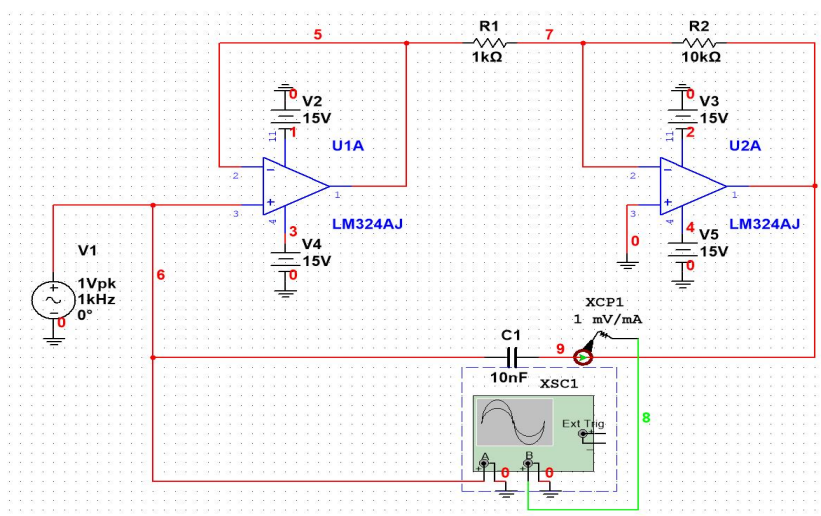 5
R1
1kΩ
7
R2
10kΩ
0
V2
15V
1
11
U1A
2
3
1
4
LM324AJ
3
V4
15V
0
0
V3
15V
2
11
U2A
2
3
1
4
LM324AJ
4
V5
15V
0
0
V1
1Vpk
1kHz
0°
0
6
C1
10nF
9
XCP1
1 mV/mA
XSC1
Ext Trig
+
−
A
B
+
−
+
−
0
0
8